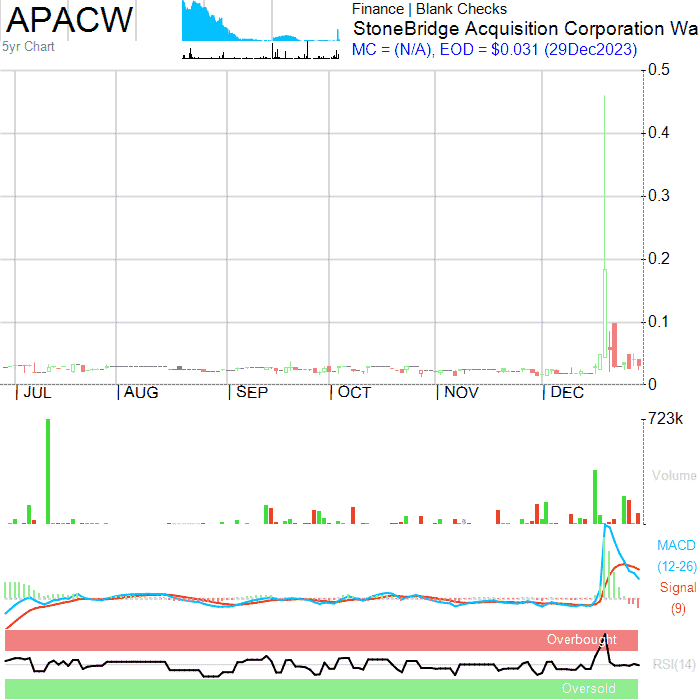 APACW
Finance | Blank Checks
StoneBridge Acquisition Corporation Wa
5yr Chart
MC = (N/A), EOD = $0.031 (29Dec2023)
0.5
0.4
0.3
0.2
0.1
0
JUL AUG SEP OCT NOV DEC
723k
Volume
MACD
(12-26)
Signal
(9)
Overbought
RSI(14)
Oversold